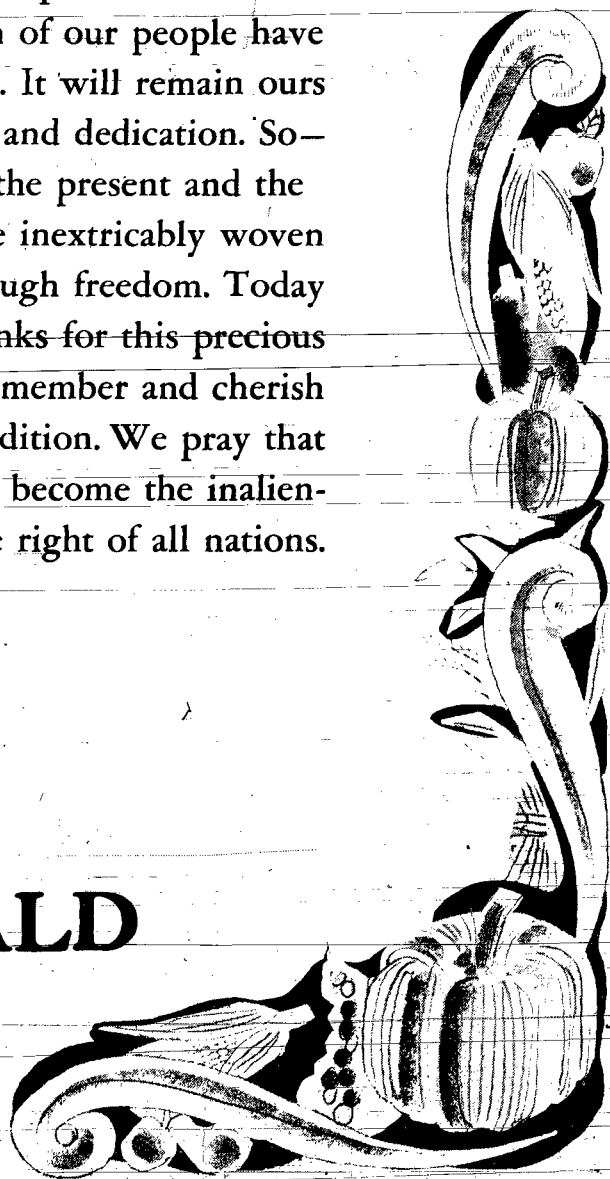 of our people have
. It will remain ours
and dedication. So—
the present and the
inextricably woven
ugh freedom. Today
nks for this precious
member and cherish
dition. We pray that
become the inalien-
right of all nations.
ALD